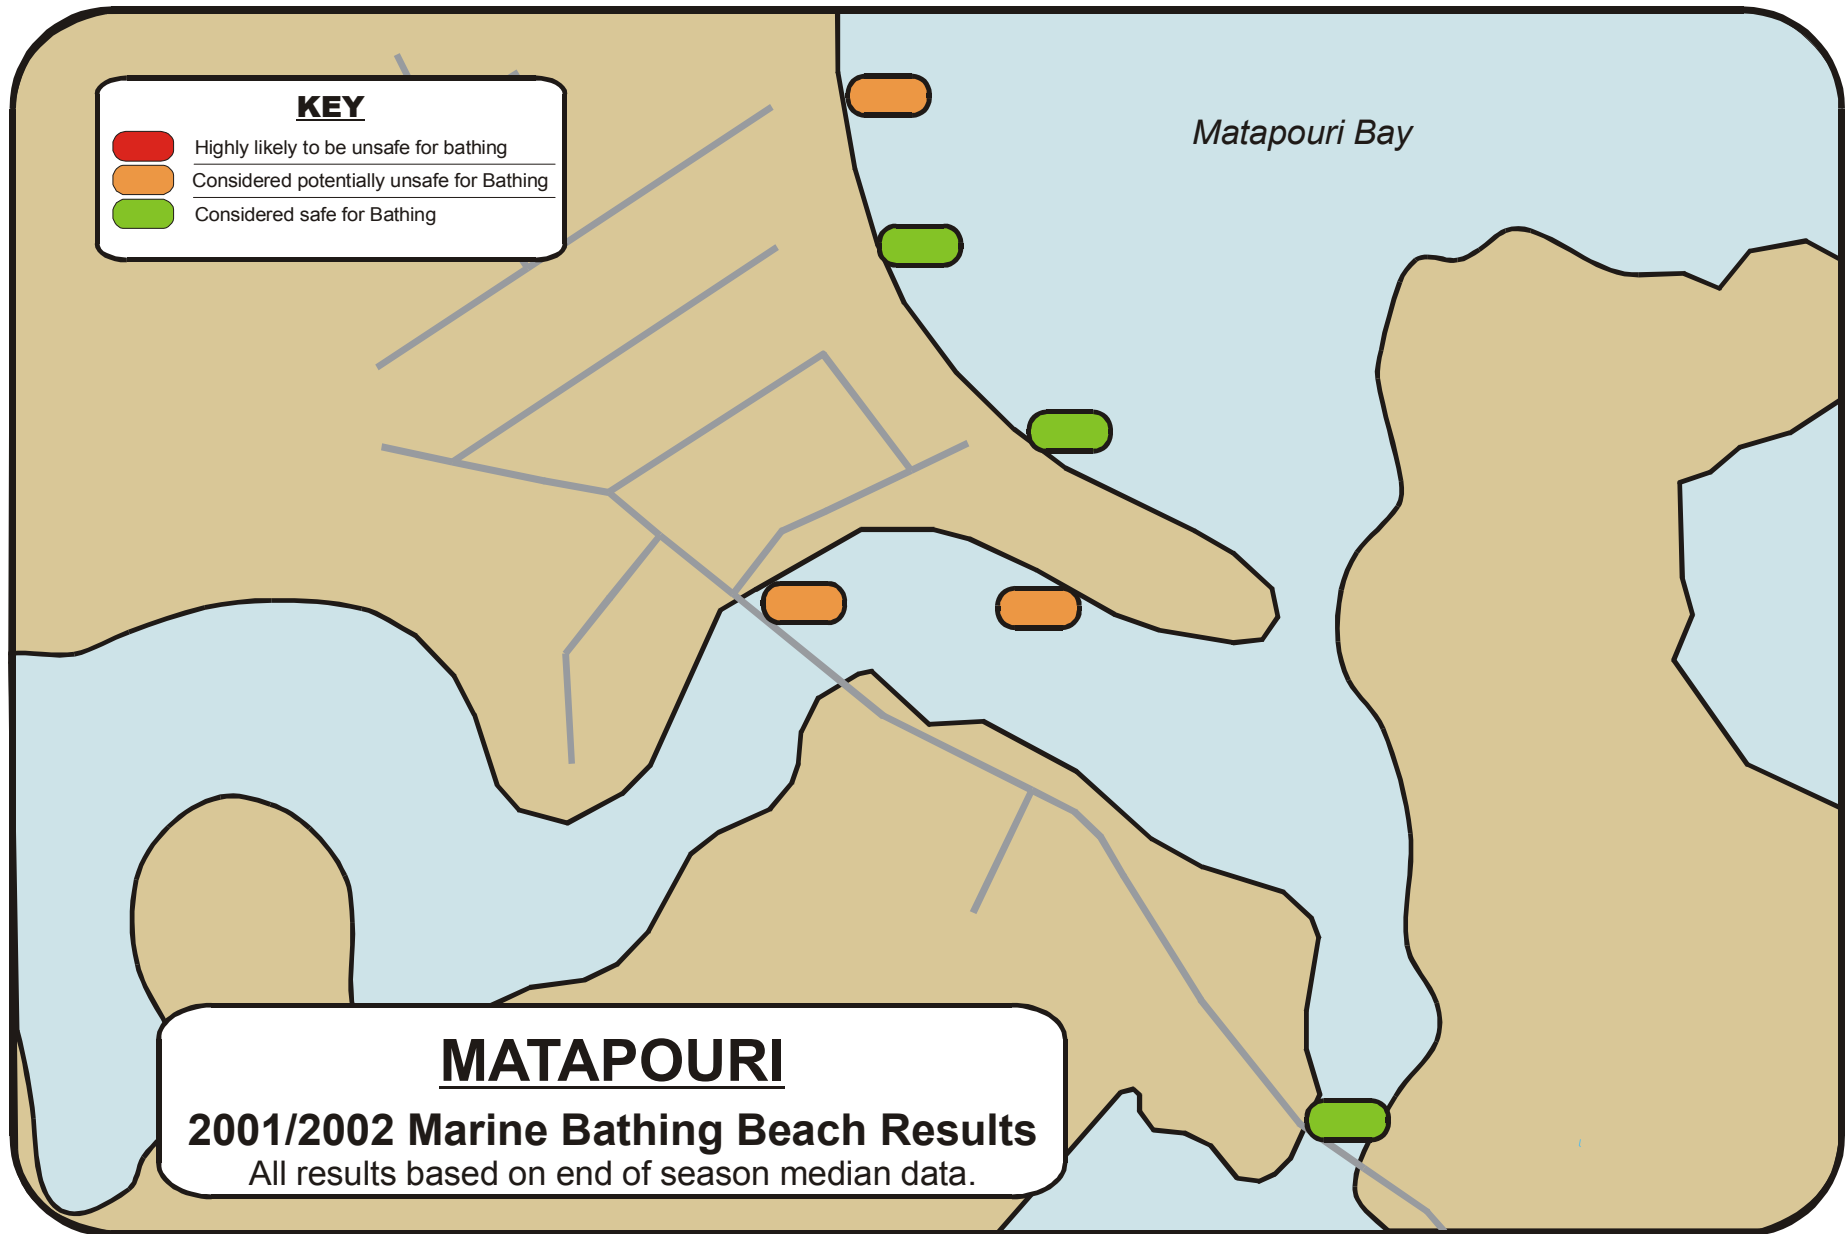 KEY
Highly likely to be unsafe for bathing
Considered potentially unsafe for Bathing
Considered safe for Bathing
Matapouri Bay
MATAPOURI
2001/2002 Marine Bathing Beach Results
All results based on end of season median data.